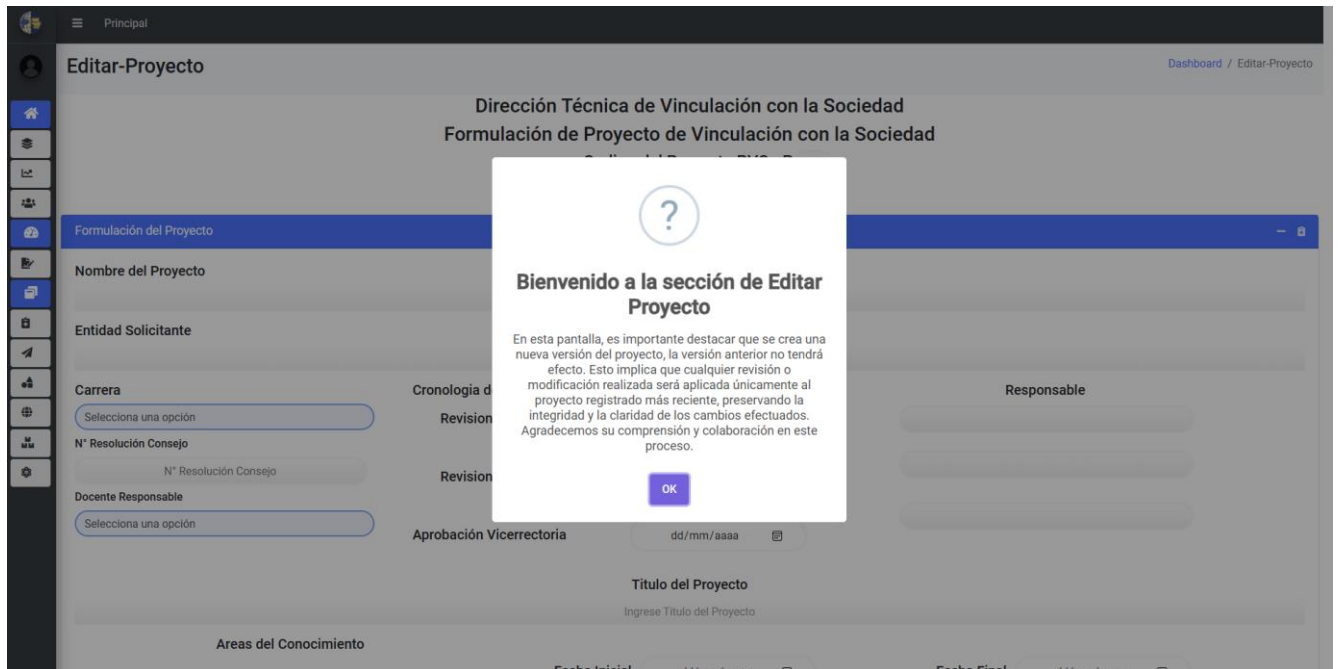 Principal
Editar-Proyecto
Dashboard / Editar-Proyecto
Dirección Técnica de Vinculación con la Sociedad
Formulación de Proyecto de Vinculación con la Sociedad
Formulación del Proyecto
Nombre del Proyecto
Entidad Solicitante
Bienvenido a la sección de Editar
Proyecto
En esta pantalla, es importante destacar que se crea una
nueva versión del proyecto, la versión anterior no tendrá
efecto. Esto implica que cualquier revisión o
modificación realizada será aplicada únicamente al
proyecto registrado más reciente, preservando la
integridad y la claridad de los cambios efectuados.
Agradecemos su comprensión y colaboración en este
proceso.
OK
Carrera
Selecciona una opción
N° Resolución Consejo
N° Resolución Consejo
Docente Responsable
Selecciona una opción
Cronologia d
Revision
Revision
Aprobación Vicerrectoria
dd/mm/aaaa
Responsable
Titulo del Proyecto
Ingrese Titulo del Proyecto
Areas del Conocimiento
Fecha Inicial
Fecha Final